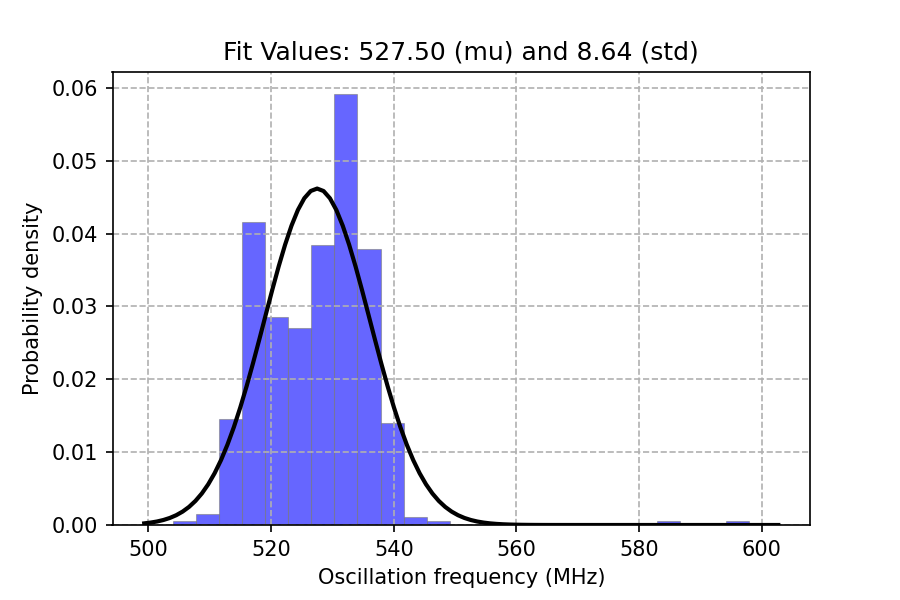 Fit Values: 527.50 (mu) and 8.64 (std)
0.06
0.05
0.04
0.03
0.02
0.01
0.00
Probability density
500 520 540 560 580 600
Oscillation frequency (MHz)